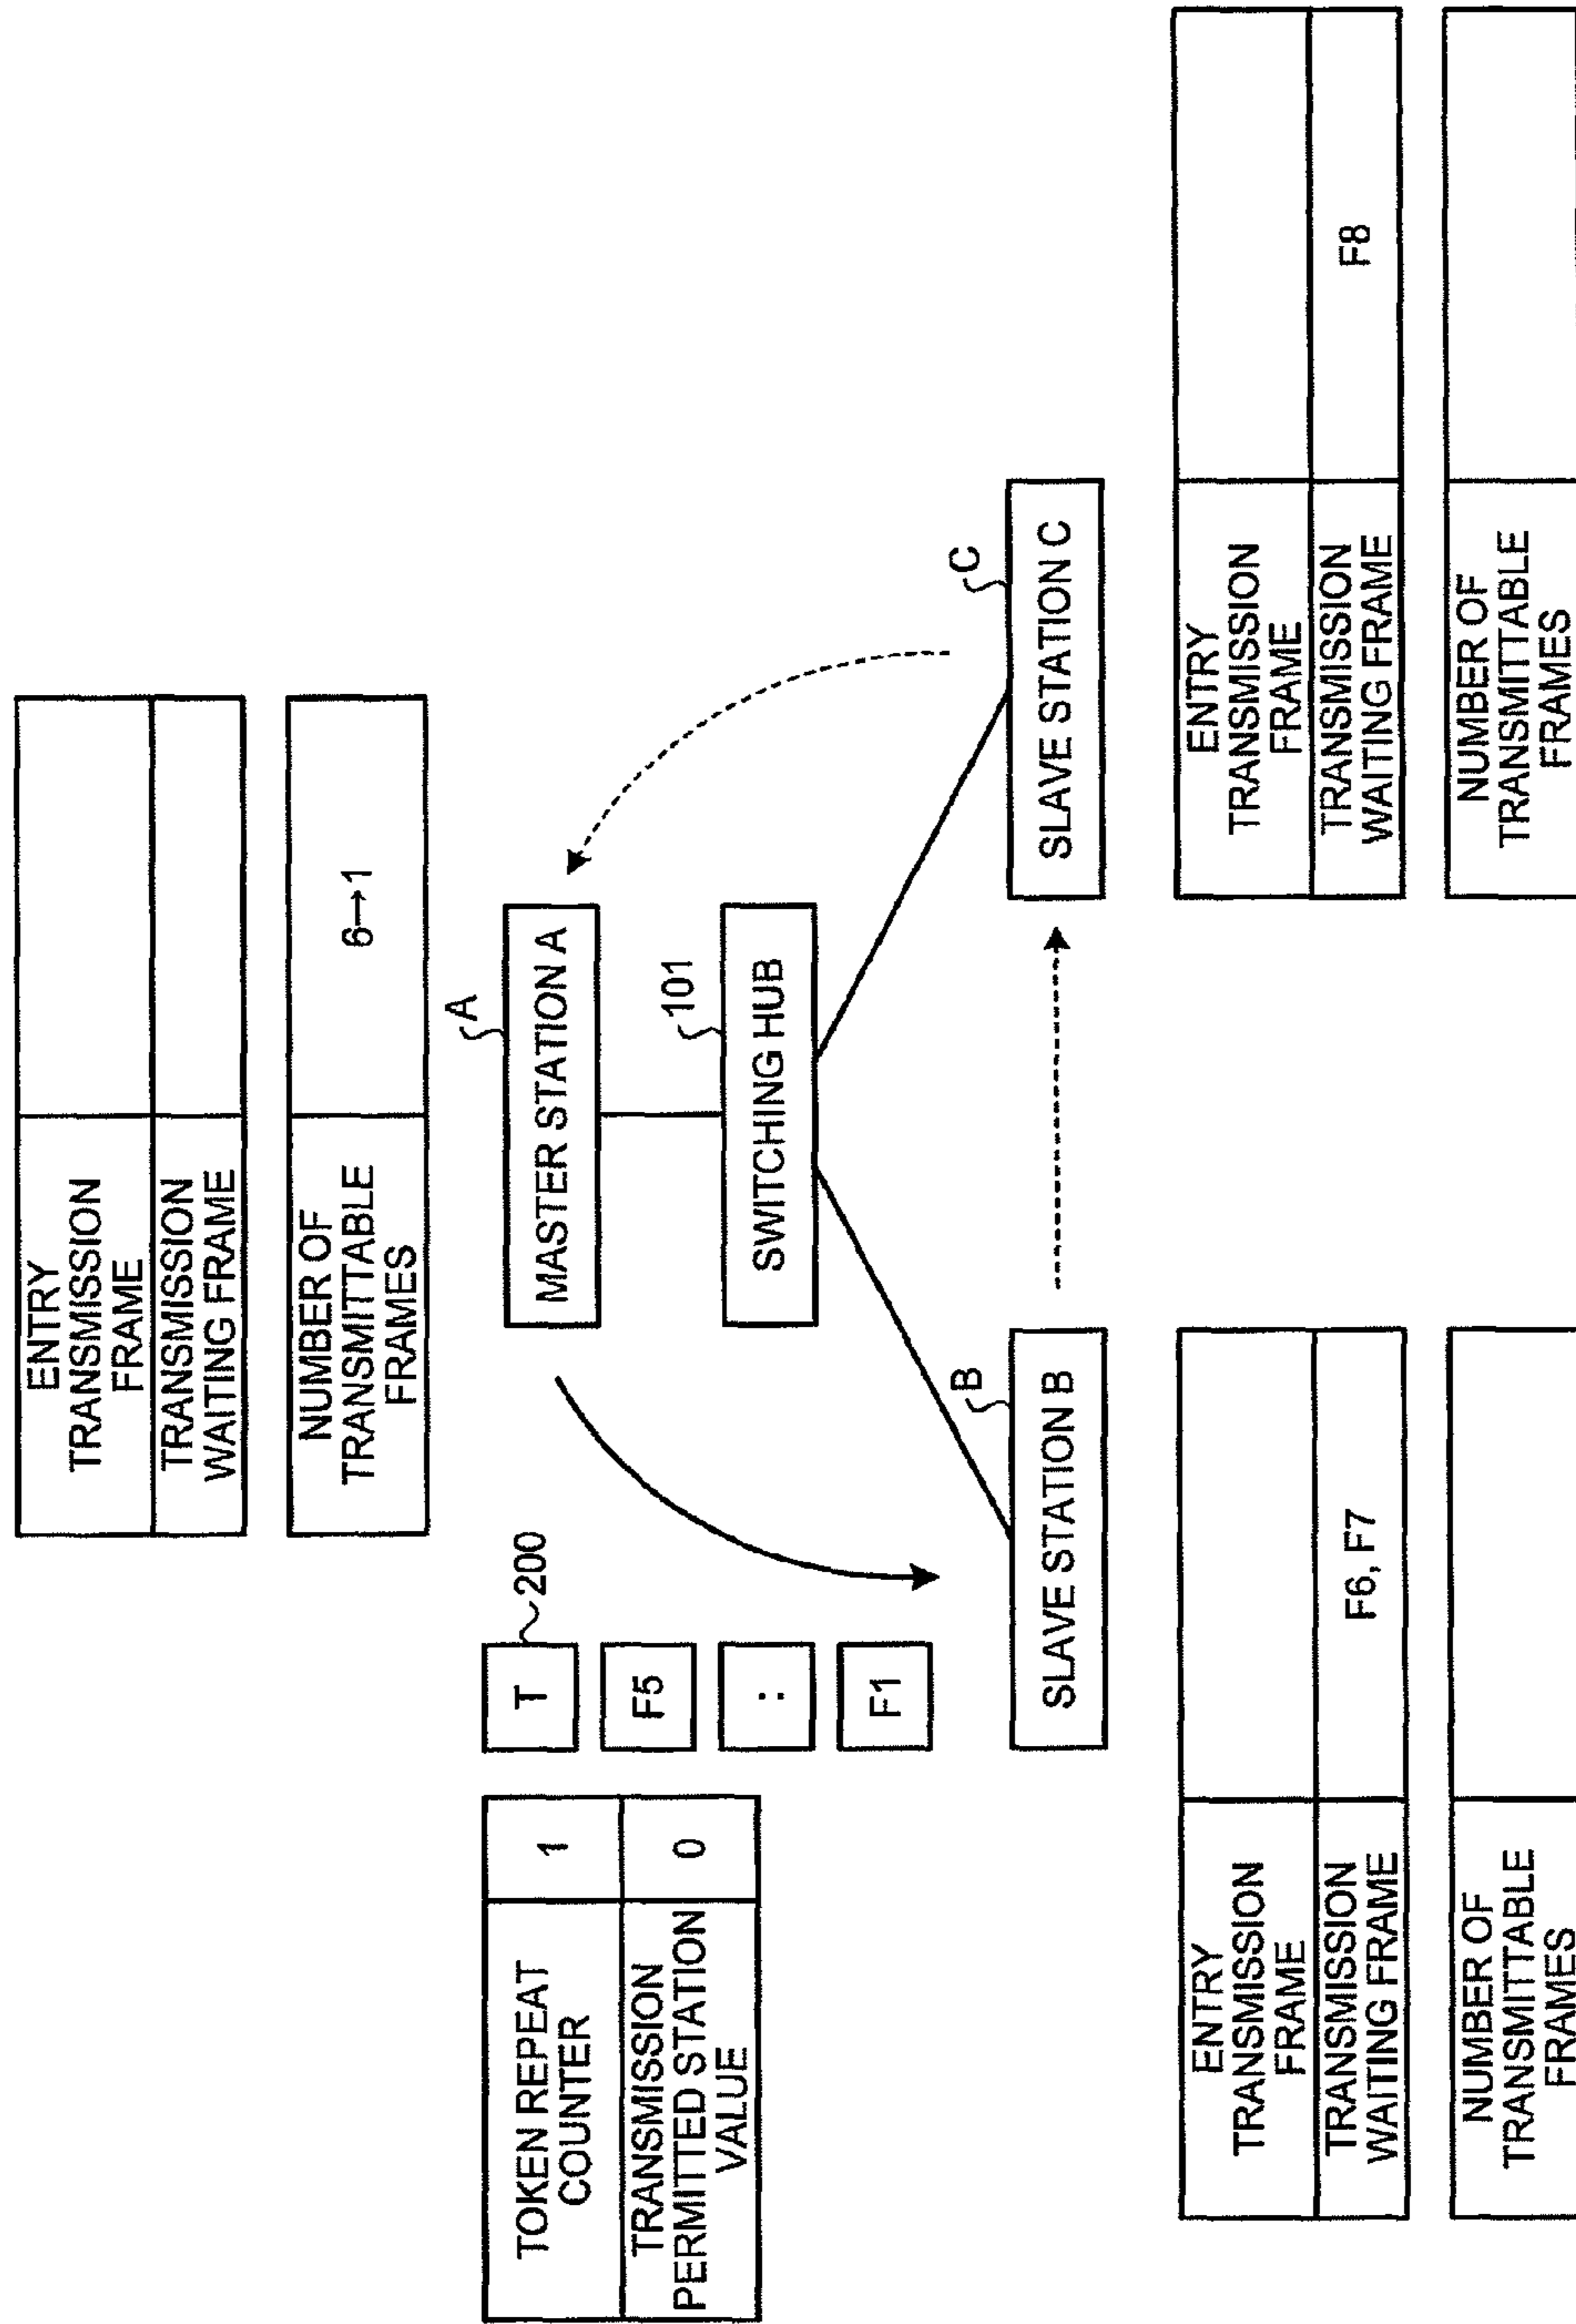 ENTRY
TRANSMISSION
FRAME
TRANSMISSION
WAITING FRAME
NUMBER OF
TRANSMITTABLE
FRAMES
6→1
A
MASTER STATION A
101
SWITCHING HUB
TOKEN REPEAT
COUNTER
1
TRANSMISSION
PERMITTED STATION
VALUE
0
T
200
F5
:
F1
B
SLAVE STATION B
C
SLAVE STATION C
ENTRY
TRANSMISSION
FRAME
TRANSMISSION
WAITING FRAME
F6, F7
NUMBER OF
TRANSMITTABLE
FRAMES
ENTRY
TRANSMISSION
FRAME
TRANSMISSION
WAITING FRAME
F8
NUMBER OF
TRANSMITTABLE
FRAMES